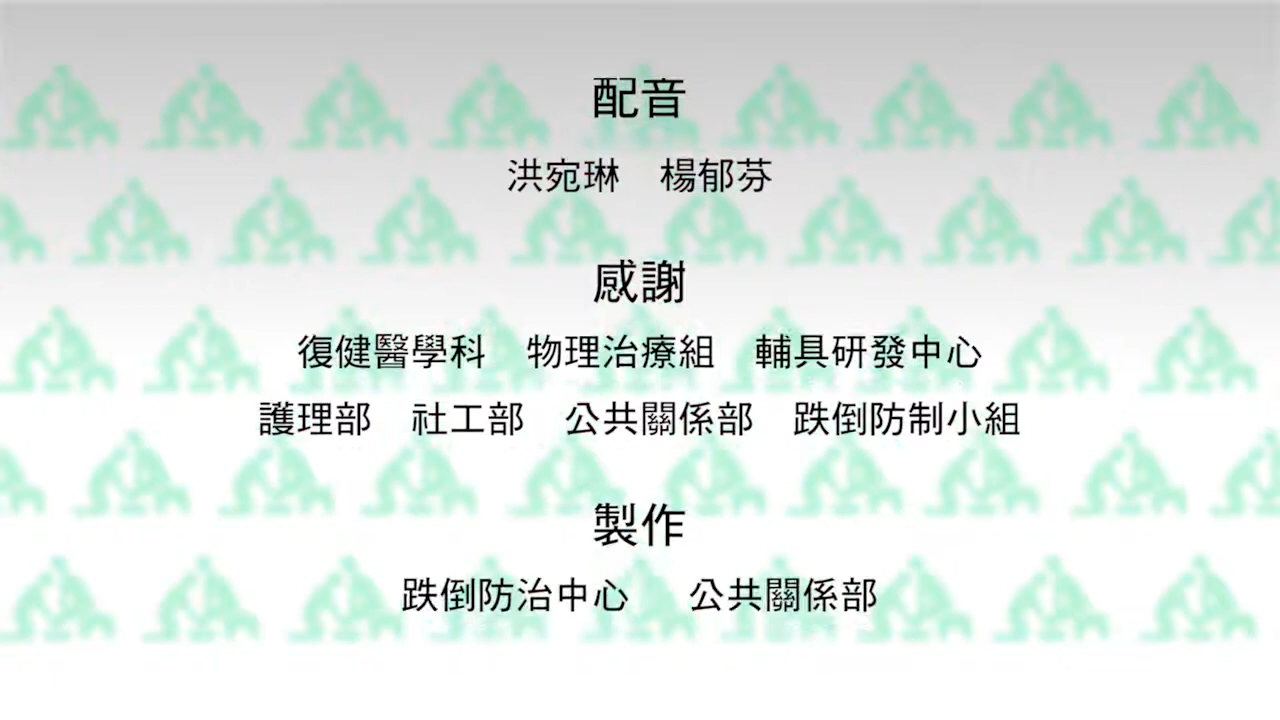 配音
洪宛琳 楊郁芬
感謝
復健醫學科 物理治療組 輔具研發中心
護理部 社工部 公共關係部 跌倒防制小組
製作
跌倒防治中心 公共關係部